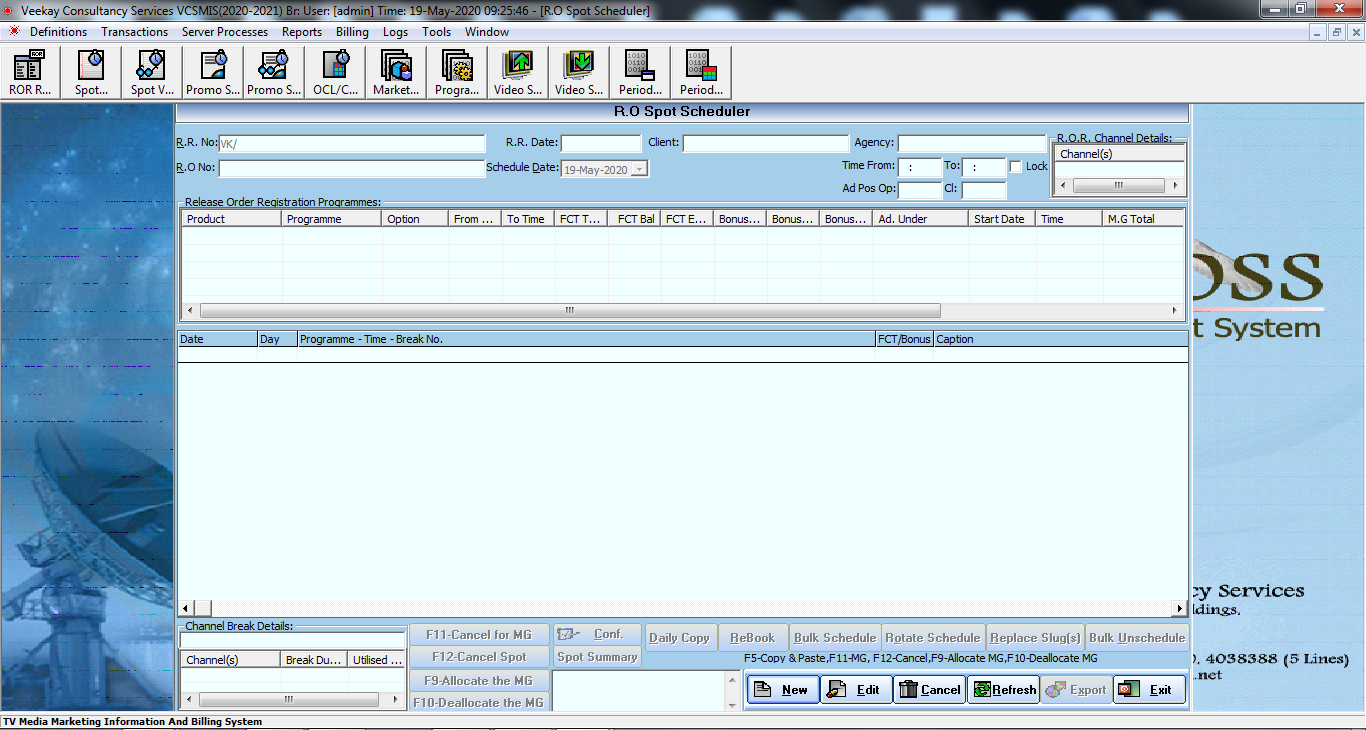 Veekay Consultancy Services VCSMIS(2020-2021) Br: User: [admin] Time: 19-May-2020 09:25:46 - [R.O Spot Scheduler]
Definitions Transactions Server Processes Reports Billing Logs Tools Window
ROR R... Spot... Spot V... Promo S... Promo S... OCL/C... Market... Progra... Video S... Video S... Period... Period...
R.O Spot Scheduler
R.R. No: VK/ R.R. Date: Client: Agency: R.O.R. Channel Details:
Channel(s)
R.O No: Schedule Date: 19-May-2020 Time From: : To: : Lock
Ad Pos Op: Cl:
Release Order Registration Programmes:
Product Programme Option From ... To Time FCT T... FCT Bal FCT E... Bonus... Bonus... Bonus... Ad. Under Start Date Time M.G Total
oss
t System
Date Day Programme - Time - Break No. FCT/Bonus Caption
cy Services
ldings,
Channel Break Details:
Channel(s) Break Du... Utilised ...
F11-Cancel for MG Conf. Daily Copy ReBook Bulk Schedule Rotate Schedule Replace Slug(s) Bulk Unschedule
F12-Cancel Spot Spot Summary
F5-Copy & Paste,F11-MG, F12-Cancel,F9-Allocate MG,F10-Deallocate MG
), 4038388 (5 Lines)
.net
F9-Allocate the MG
F10-Deallocate the MG
New Edit Cancel Refresh Export Exit
TV Media Marketing Information And Billing System